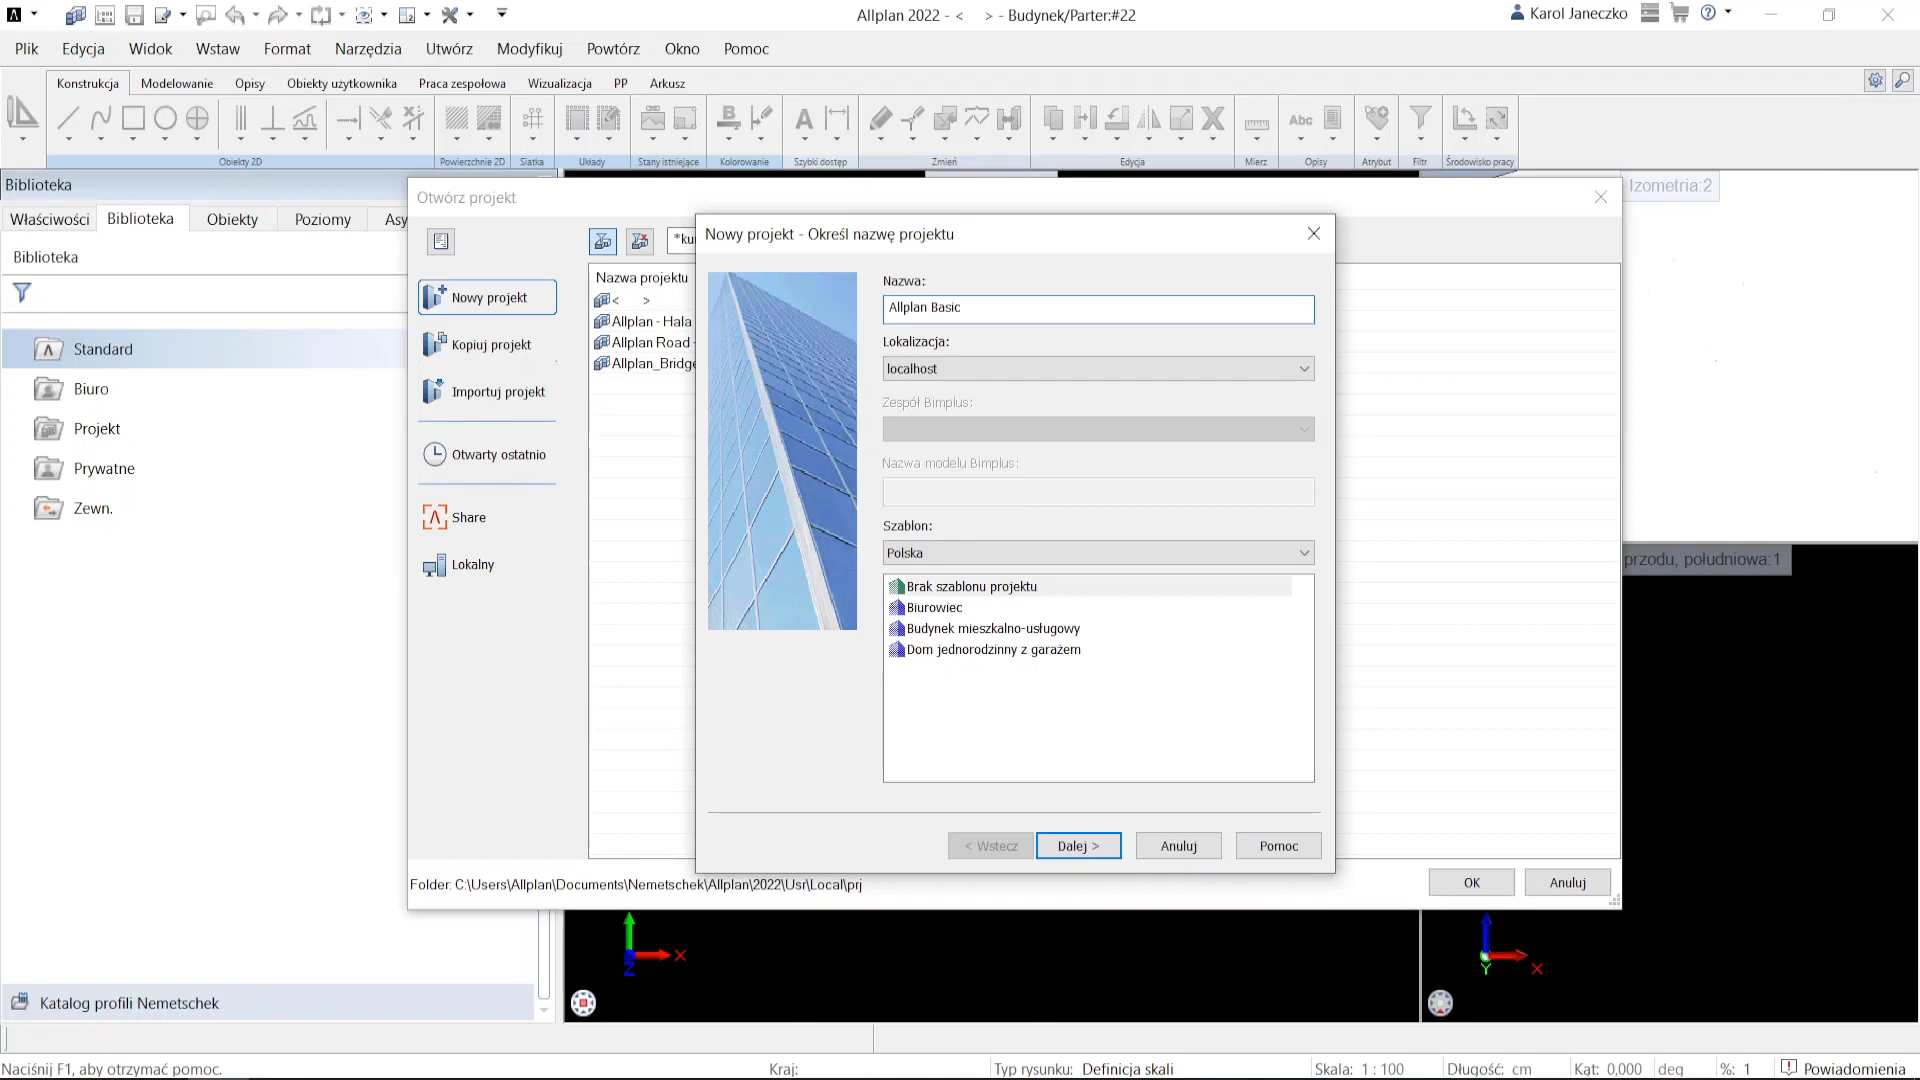 Allplan 2022 - <      > - Budynek/Parter:#22
Karol Janeczko
Plik Edycja Widok Wstaw Format Narzędzia Utwórz Modyfikuj Powtórz Okno Pomoc
Konstrukcja Modelowanie Opisy Obiekty użytkownika Praca zespołowa Wizualizacja PP Arkusz
Obiekty 2D Powierzchnie 2D Siatka Układy Stany istniejące Kolorowanie Szybki dostęp Zmień Edycja Mierz Opisy Atrybut Filtr Środowisko pracy
Biblioteka
Właściwości Biblioteka Obiekty Poziomy Asy
Biblioteka
Standard
Biuro
Projekt
Prywatne
Zewn.
Katalog profili Nemetschek
Otwórz projekt
Nowy projekt
Kopiuj projekt
Importuj projekt
Otwarty ostatnio
Share
Lokalny
Nazwa projektu
<      >
Allplan - Hala
Allplan Road -
Allplan_Bridge
Folder: C:\Users\Allplan\Documents\Nemetschek\Allplan\2022\Usr\Local\prj
OK Anuluj
Nowy projekt - Określ nazwę projektu
Nazwa:
Allplan Basic
Lokalizacja:
localhost
Zespół Bimplus:
Nazwa modelu Bimplus:
Szablon:
Polska
Brak szablonu projektu
Biurowiec
Budynek mieszkalno-usługowy
Dom jednorodzinny z garażem
< Wstecz Dalej > Anuluj Pomoc
Izometria:2
przodu, południowa:1
X
Z
X
Y
Naciśnij F1, aby otrzymać pomoc.
Kraj:
Typ rysunku: Definicja skali
Skala: 1 : 100
Długość: cm
Kąt: 0,000 deg
%: 1
Powiadomienia